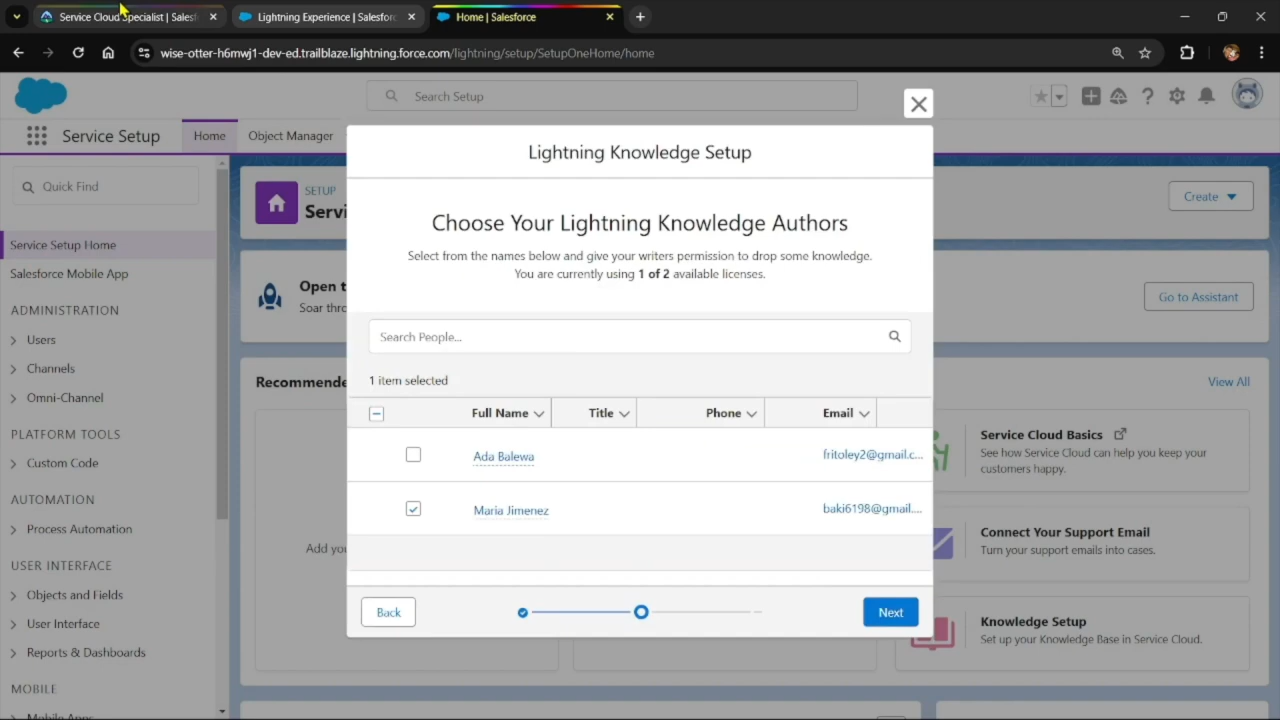 Service Cloud Specialist | Salesf
Lightning Experience | Salesforc
Home | Salesforce
wise-otter-h6mwj1-dev-ed.trailblaze.lightning.force.com/lightning/setup/SetupOneHome/home
Search Setup
Service Setup
Home
Object Manager
Quick Find
Service Setup Home
Salesforce Mobile App
ADMINISTRATION
Users
Channels
Omni-Channel
PLATFORM TOOLS
Custom Code
AUTOMATION
Process Automation
USER INTERFACE
Objects and Fields
User Interface
Reports & Dashboards
MOBILE
Mobile Apps
SETUP
Servi
Create
Open t
Soar thro
Go to Assistant
Recommende
View All
Add you
Service Cloud Basics
See how Service Cloud can help you keep your
customers happy.
Connect Your Support Email
Turn your support emails into cases.
Knowledge Setup
Set up your Knowledge Base in Service Cloud.
Lightning Knowledge Setup
Choose Your Lightning Knowledge Authors
Select from the names below and give your writers permission to drop some knowledge.
You are currently using 1 of 2 available licenses.
Search People...
1 item selected
Full Name
Title
Phone
Email
Ada Balewa
fritoley2@gmail.c...
Maria Jimenez
baki6198@gmail....
Back
Next